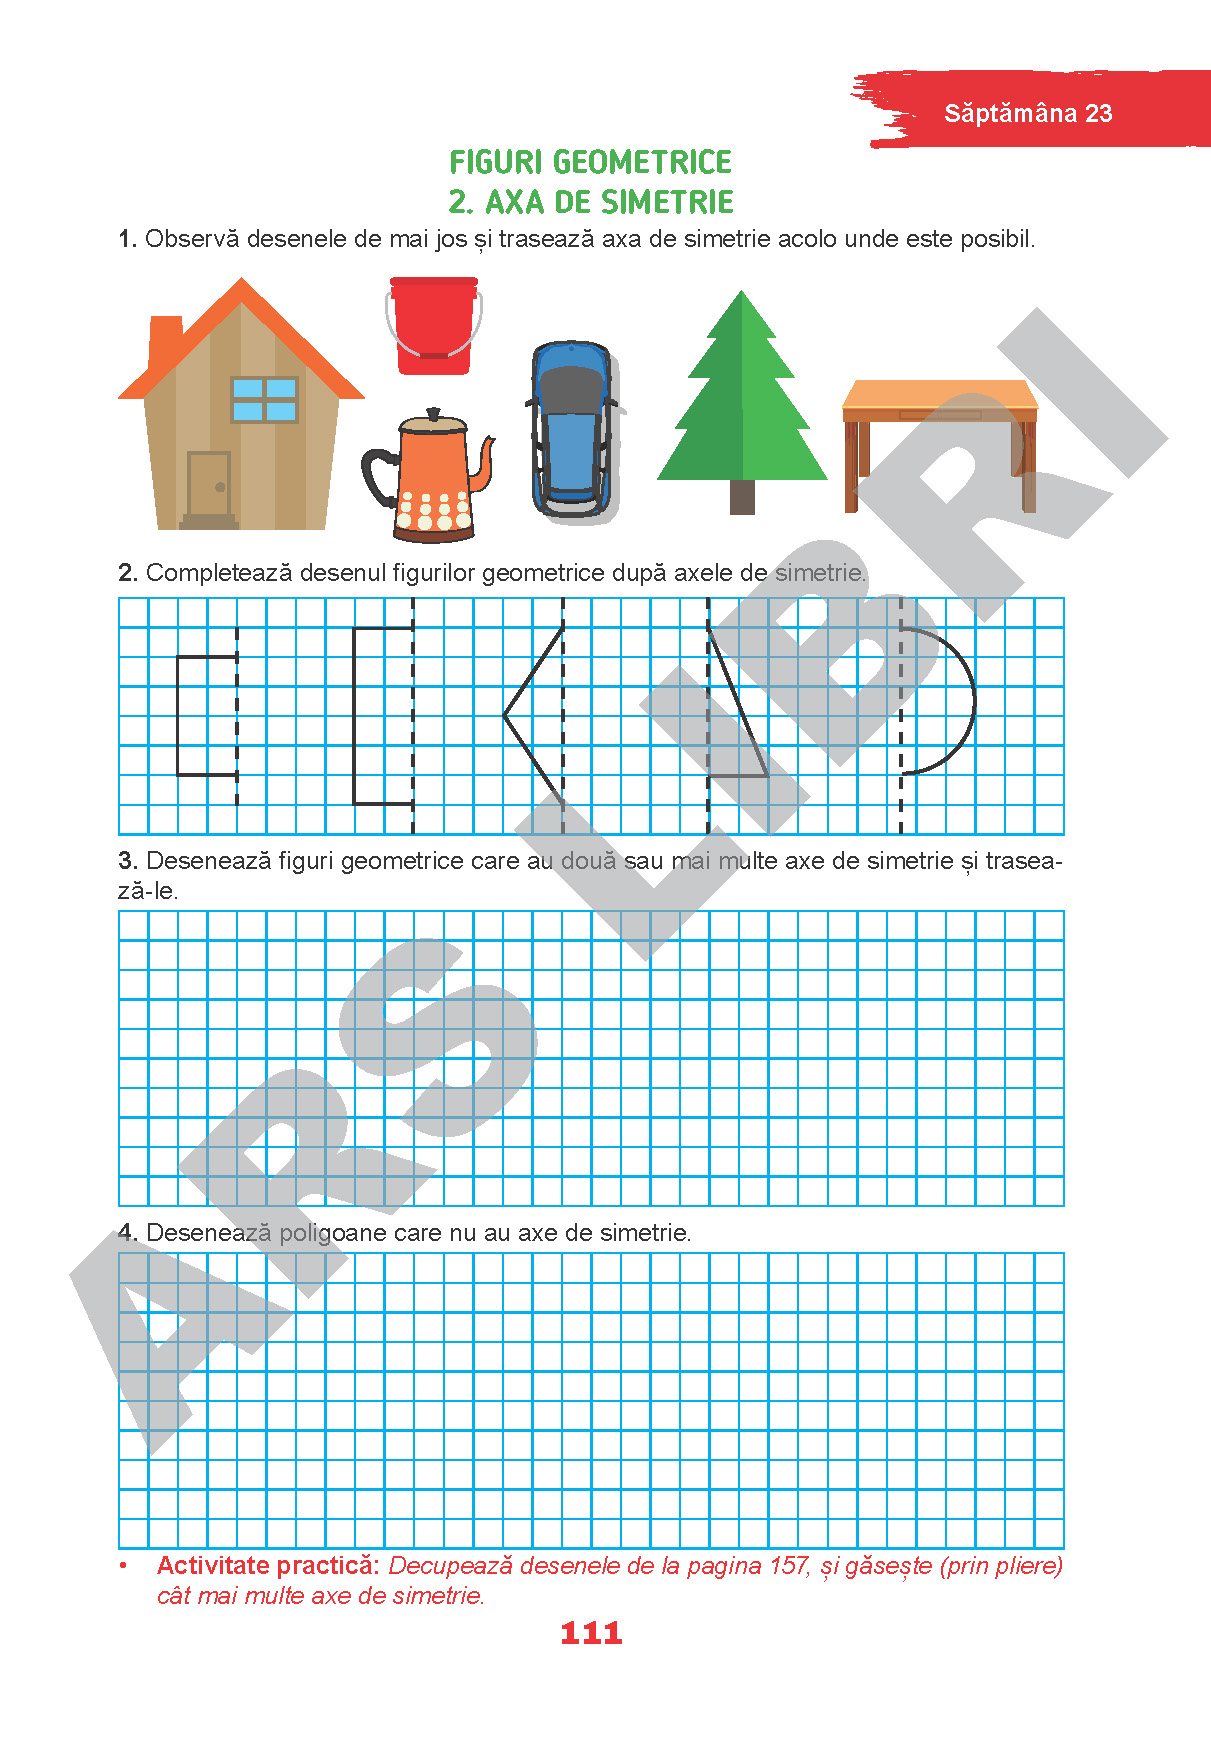 Săptămâna 23
FIGURI GEOMETRICE
2. AXA DE SIMETRIE
1. Observă desenele de mai jos și trasează axa de simetrie acolo unde este posibil.
2. Completează desenul figurilor geometrice după axele de simetrie.
3. Desenează figuri geometrice care au două sau mai multe axe de simetrie și trasea-
ză-le.
4. Desenează poligoane care nu au axe de simetrie.
• Activitate practică: Decupează desenele de la pagina 157, și găsește (prin pliere)
cât mai multe axe de simetrie.
111
ARS LIBRI